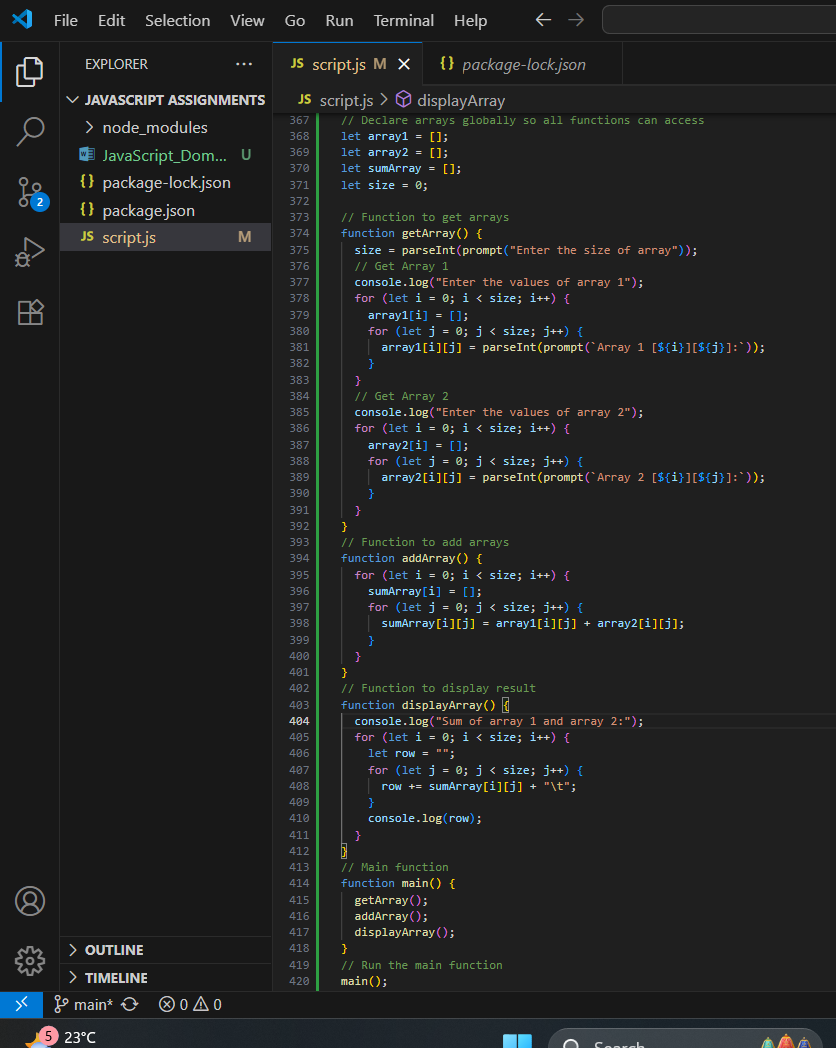 File Edit Selection View Go Run Terminal Help
EXPLORER ...
JS script.js M
{} package-lock.json
JAVASCRIPT ASSIGNMENTS
node_modules
JavaScript_Dom... U
{} package-lock.json
{} package.json
JS script.js M
2
JS script.js > displayArray
367 // Declare arrays globally so all functions can access
368 let array1 = [];
369 let array2 = [];
370 let sumArray = [];
371 let size = 0;
372
373 // Function to get arrays
374 function getArray() {
375 size = parseInt(prompt("Enter the size of array"));
376 // Get Array 1
377 console.log("Enter the values of array 1");
378 for (let i = 0; i < size; i++) {
379 array1[i] = [];
380 for (let j = 0; j < size; j++) {
381 array1[i][j] = parseInt(prompt(`Array 1 [${i}][${j}]:`));
382 }
383 }
384 // Get Array 2
385 console.log("Enter the values of array 2");
386 for (let i = 0; i < size; i++) {
387 array2[i] = [];
388 for (let j = 0; j < size; j++) {
389 array2[i][j] = parseInt(prompt(`Array 2 [${i}][${j}]:`));
390 }
391 }
392 }
393 // Function to add arrays
394 function addArray() {
395 for (let i = 0; i < size; i++) {
396 sumArray[i] = [];
397 for (let j = 0; j < size; j++) {
398 sumArray[i][j] = array1[i][j] + array2[i][j];
399 }
400 }
401 }
402 // Function to display result
403 function displayArray() {
404 console.log("Sum of array 1 and array 2:");
405 for (let i = 0; i < size; i++) {
406 let row = "";
407 for (let j = 0; j < size; j++) {
408 row += sumArray[i][j] + "\t";
409 }
410 console.log(row);
411 }
412 }
413 // Main function
414 function main() {
415 getArray();
416 addArray();
417 displayArray();
418 }
419 // Run the main function
420 main();
OUTLINE
TIMELINE
main* 0 0
5 23°C
Search